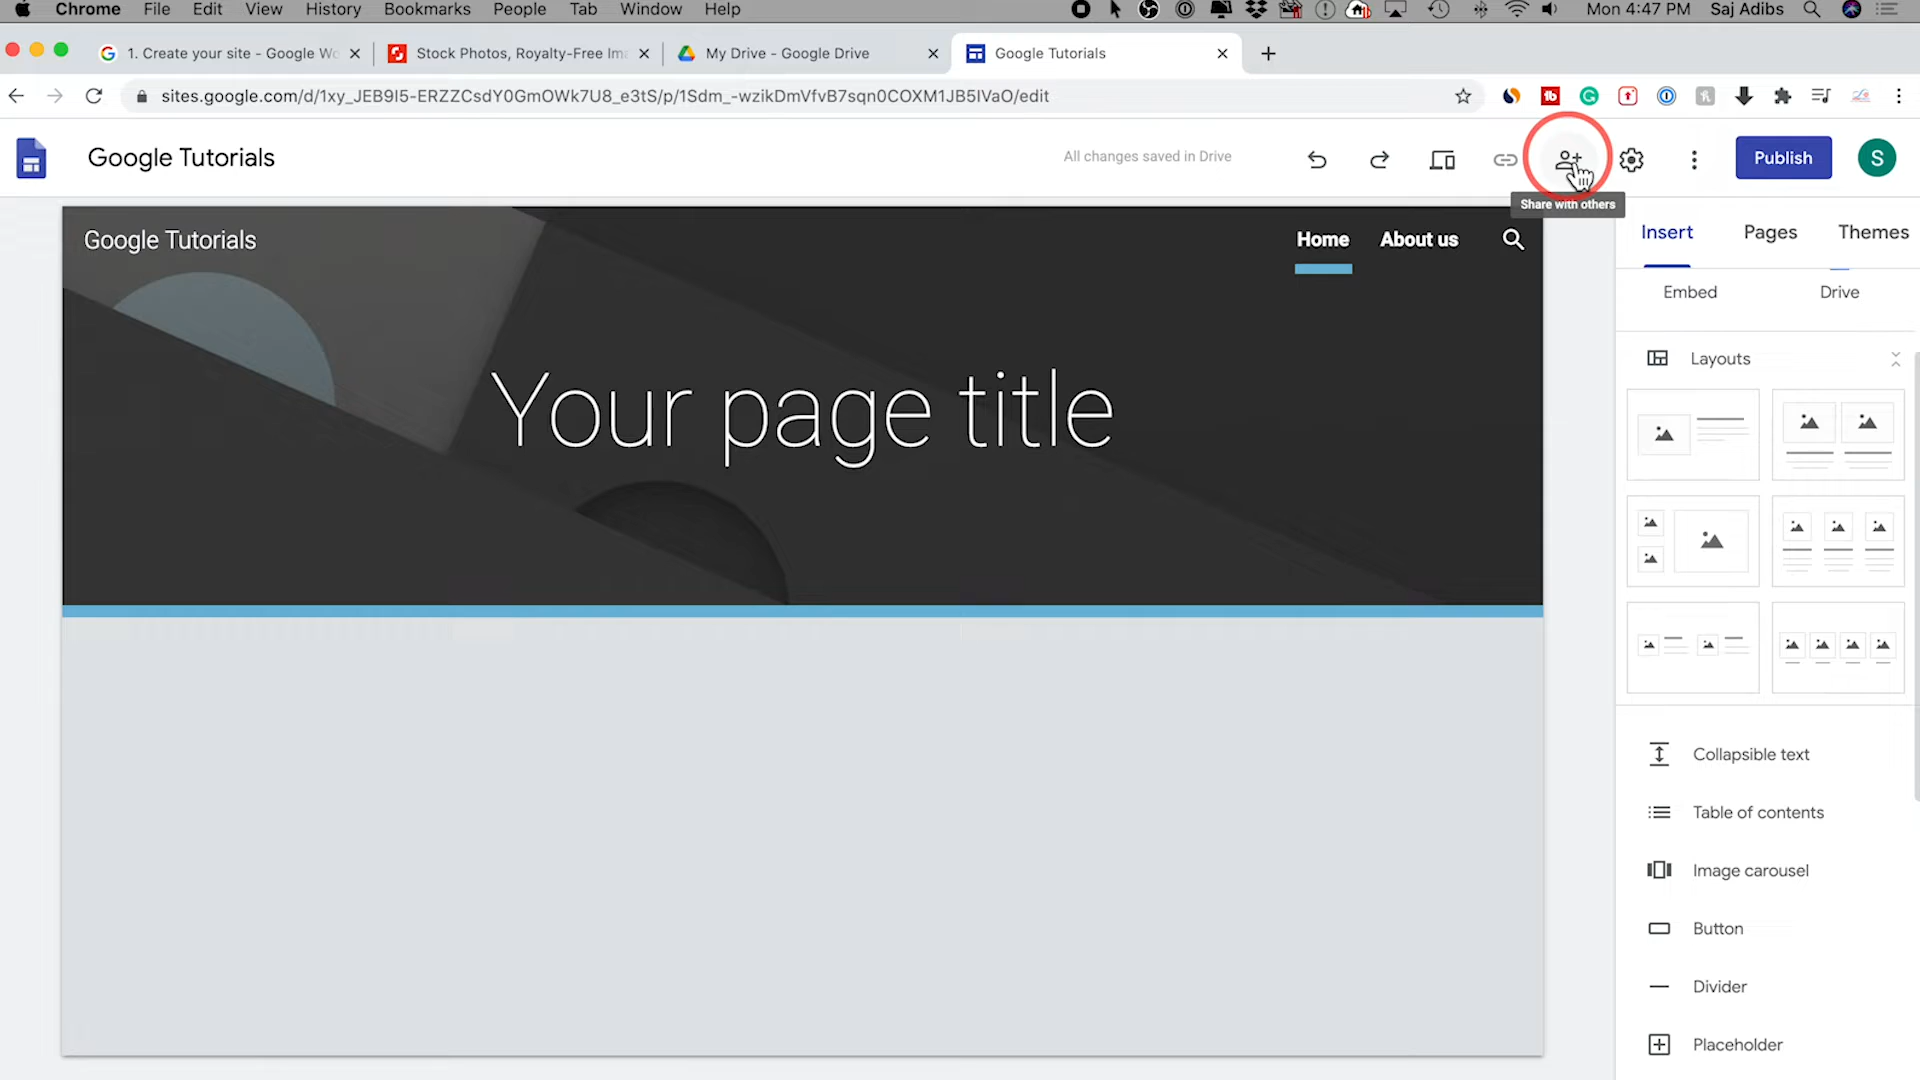 Chrome File Edit View History Bookmarks People Tab Window Help Mon 4:47 PM Saj Adibs
1. Create your site - Google Wo
Stock Photos, Royalty-Free Ima
My Drive - Google Drive
Google Tutorials
sites.google.com/d/1xy_JEB9I5-ERZZCsdY0GmOWk7U8_e3tS/p/1Sdm_-wzikDmVfvB7sqn0COXM1JB5IVaO/edit
Google Tutorials
All changes saved in Drive
Publish
S
Share with others
Google Tutorials
Home
About us
Your page title
Insert Pages Themes
Embed Drive
Layouts
Collapsible text
Table of contents
Image carousel
Button
Divider
Placeholder